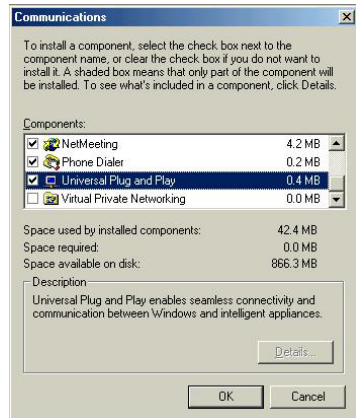 Communications
To install a component, select the check box next to the
component name, or clear the check box if you do not want to
install it. A shaded box means that only part of the component will
be installed. To see what's included in a component, click Details.
Components:
NetMeeting 4.2 MB
Phone Dialer 0.2 MB
Universal Plug and Play 0.4 MB
Virtual Private Networking 0.0 MB
Space used by installed components: 42.4 MB
Space required: 0.0 MB
Space available on disk: 866.3 MB
Description
Universal Plug and Play enables seamless connectivity and
communication between Windows and intelligent appliances.
Details...
OK Cancel